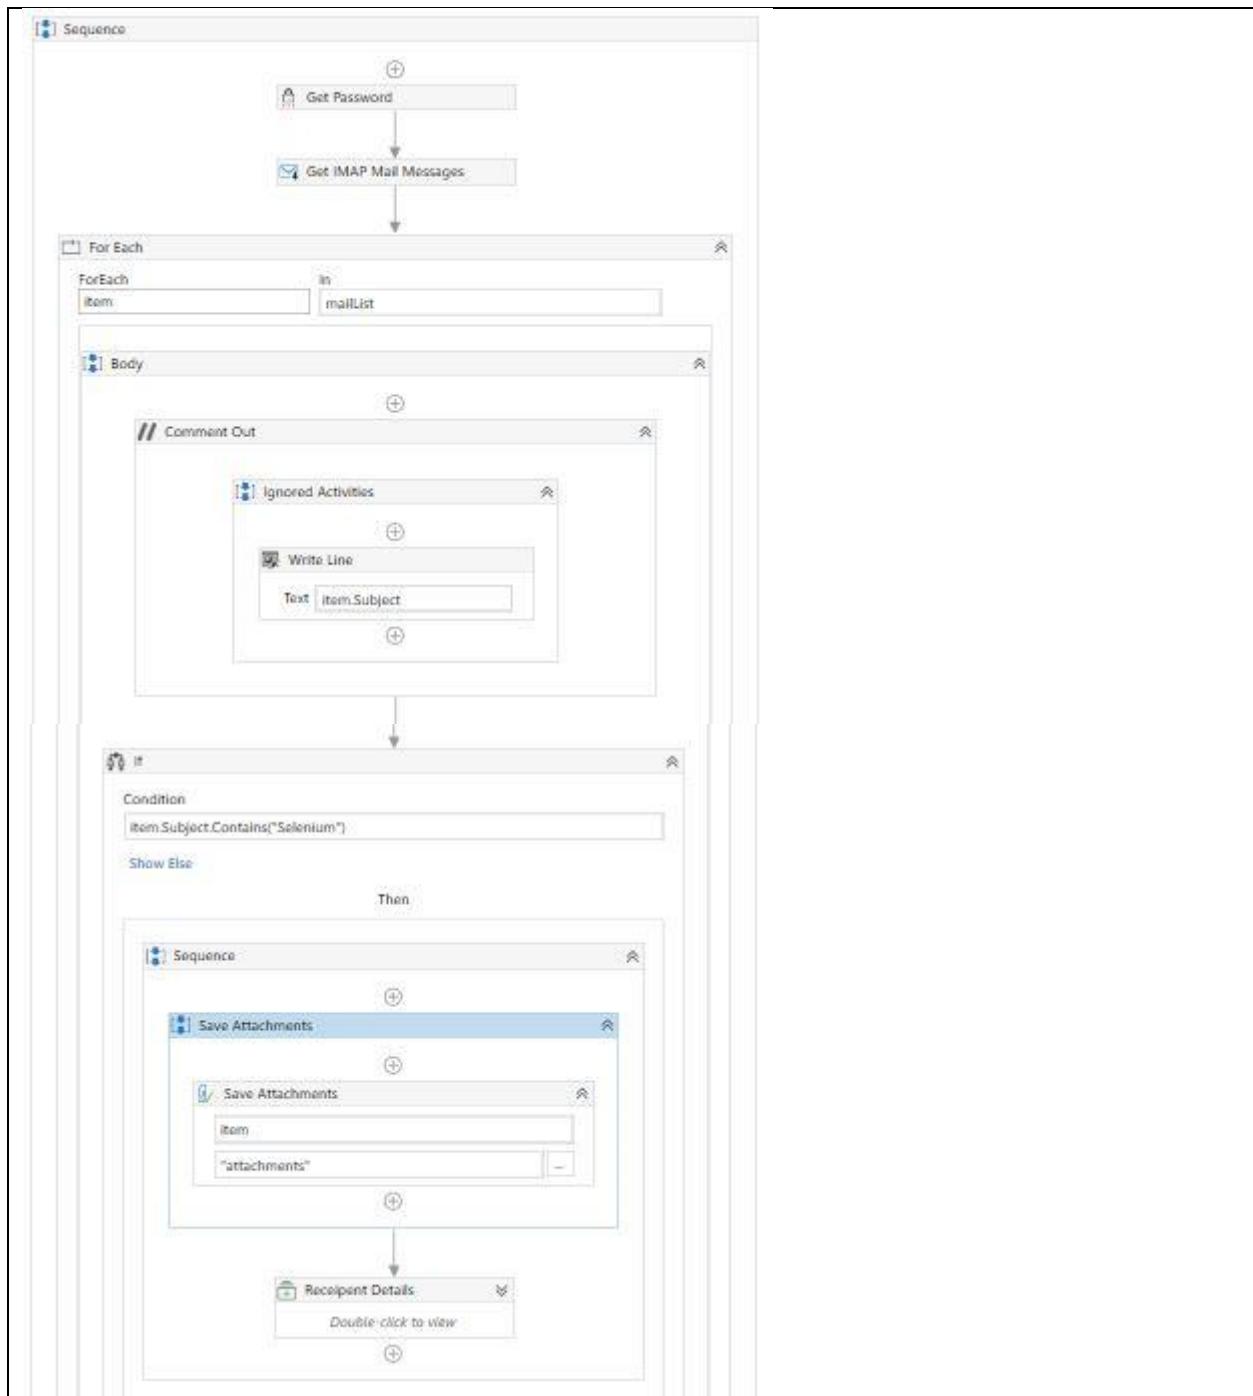 Sequence
Get Password
Get IMAP Mail Messages
For Each
ForEach In
item mailList
Body
// Comment Out
Ignored Activities
Write Line
Text item.Subject
If
Condition
item.Subject.Contains("Selenium")
Show Else
Then
Sequence
Save Attachments
Save Attachments
item
"attachments" ...
Receipent Details
Double-click to view